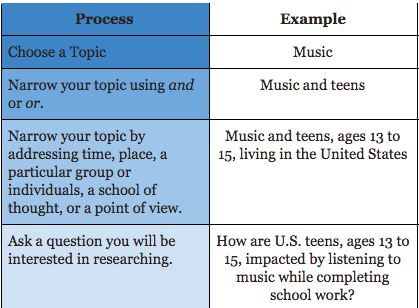 Process
Example
Choose a Topic
Music
Narrow your topic using and
or or.
Music and teens
Narrow your topic by
addressing time, place, a
particular group or
individuals, a school of
thought, or a point of view.
Music and teens, ages 13 to
15, living in the United States
Ask a question you will be
interested in researching.
How are U.S. teens, ages 13 to
15, impacted by listening to
music while completing
school work?